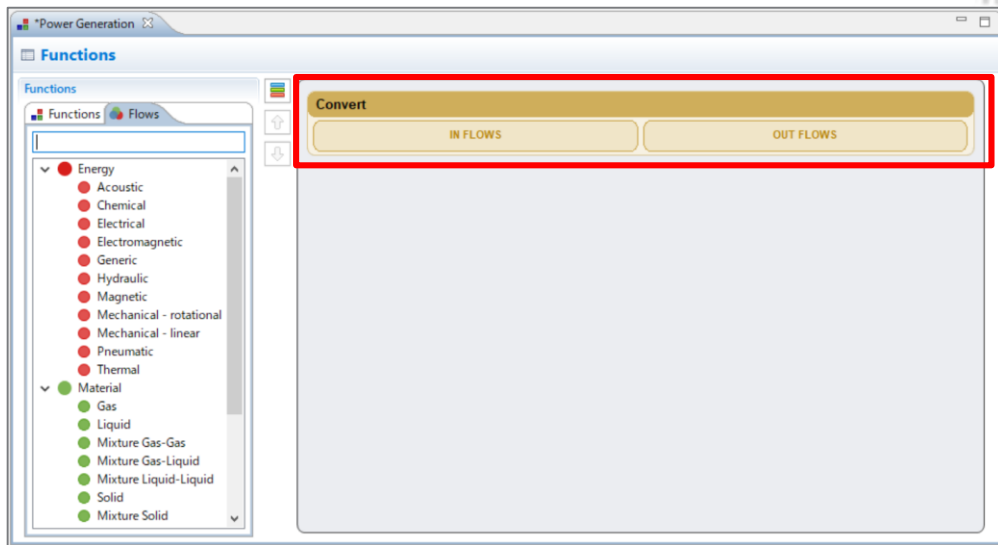 *Power Generation
Functions
Functions
Functions Flows
Energy
Acoustic
Chemical
Electrical
Electromagnetic
Generic
Hydraulic
Magnetic
Mechanical - rotational
Mechanical - linear
Pneumatic
Thermal
Material
Gas
Liquid
Mixture Gas-Gas
Mixture Gas-Liquid
Mixture Liquid-Liquid
Solid
Mixture Solid
Convert
IN FLOWS OUT FLOWS